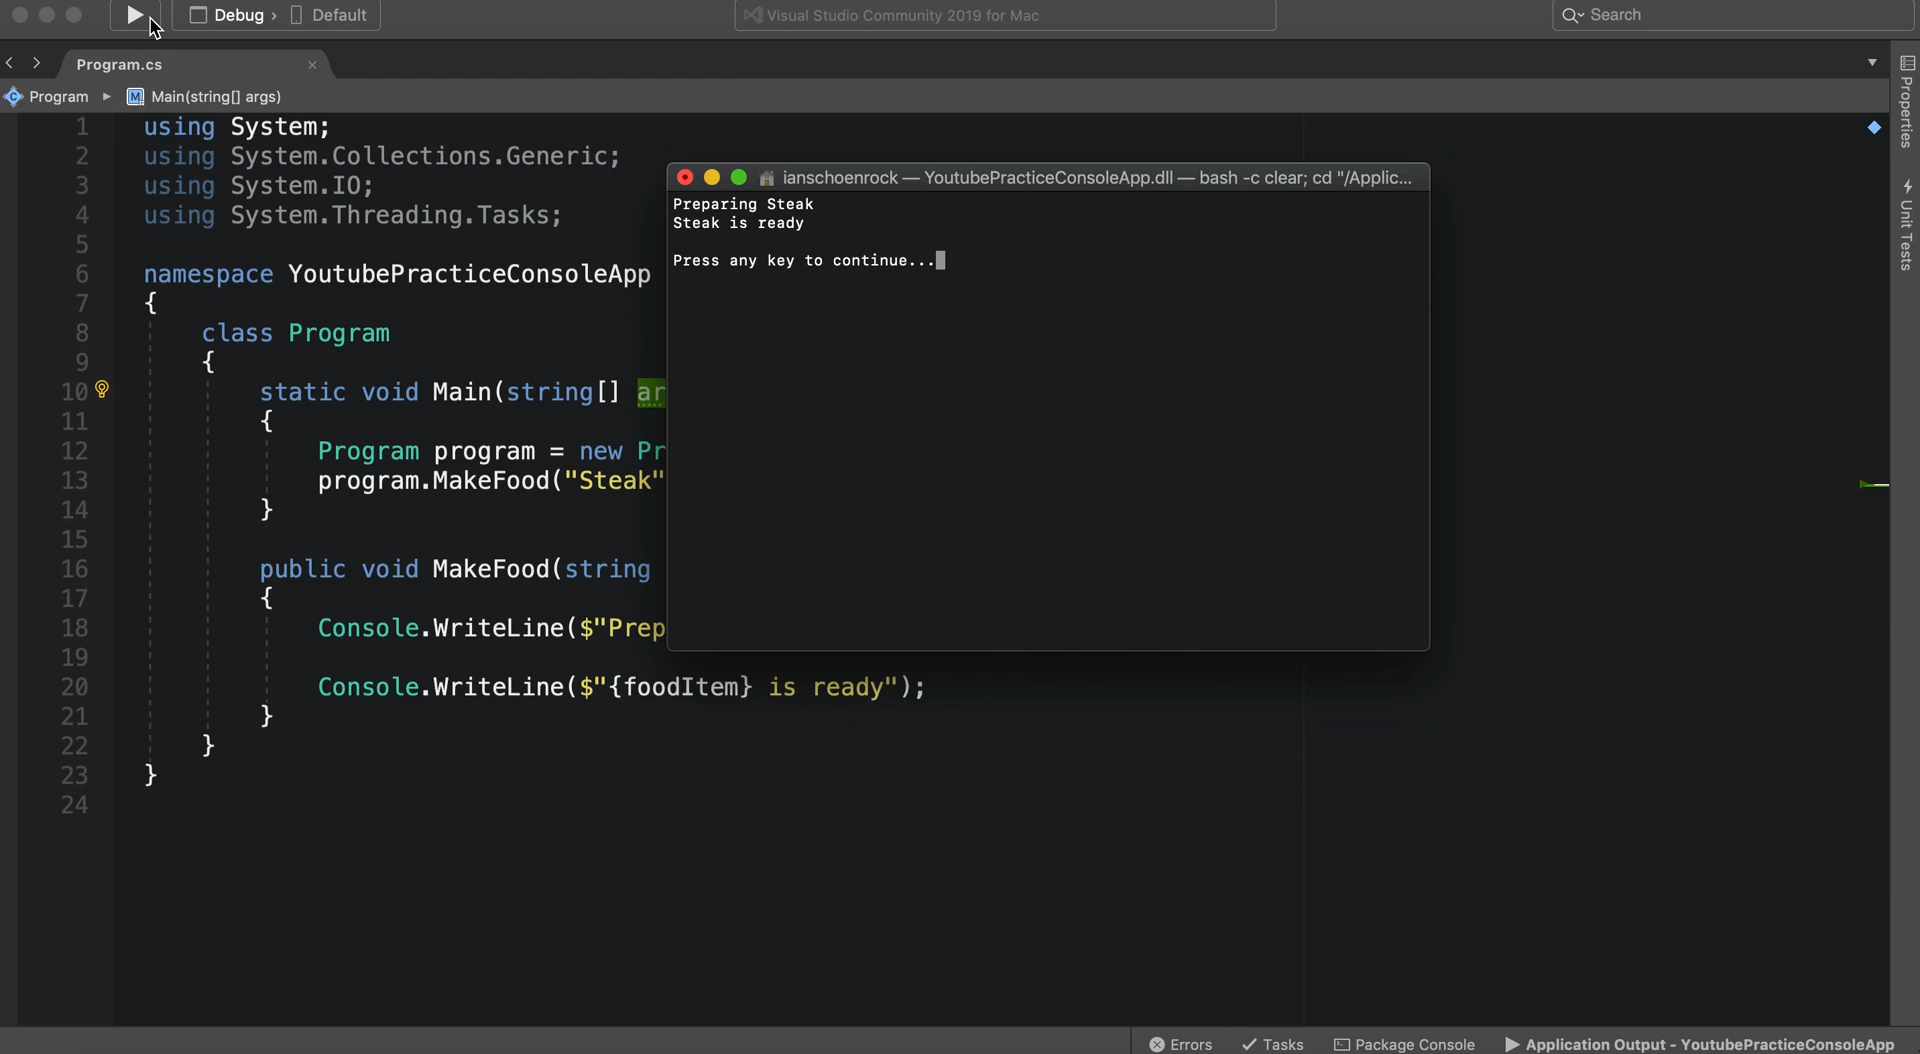 Debug › Default
Visual Studio Community 2019 for Mac
Search
Program.cs
Program ▸ M Main(string[] args)
Properties
Unit Tests
1 using System;
2 using System.Collections.Generic;
3 using System.IO;
4 using System.Threading.Tasks;
5
6 namespace YoutubePracticeConsoleApp
7 {
8 class Program
9 {
10 static void Main(string[] ar
11 {
12 Program program = new Pr
13 program.MakeFood("Steak"
14 }
15
16 public void MakeFood(string
17 {
18 Console.WriteLine($"Prep
19
20 Console.WriteLine($"{foodItem} is ready");
21 }
22 }
23 }
24
ianschoenrock — YoutubePracticeConsoleApp.dll — bash -c clear; cd "/Applic...
Preparing Steak
Steak is ready
Press any key to continue...
Errors Tasks Package Console Application Output - YoutubePracticeConsoleApp